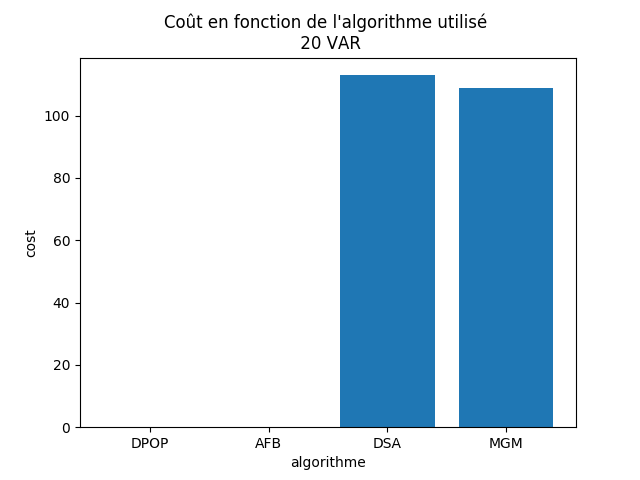 Coût en fonction de l'algorithme utilisé
20 VAR
cost
100
80
60
40
20
0
DPOP AFB DSA MGM
algorithme